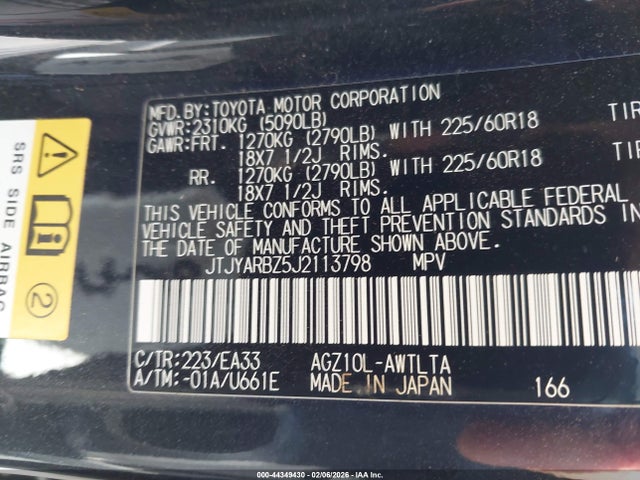 MFD.BY:TOYOTA MOTOR CORPORATION
GVWR:2310KG (5090LB)
GAWR:FRT. 1270KG (2790LB) WITH 225/60R18 TIR
18X7 1/2J RIMS.
RR. 1270KG (2790LB) WITH 225/60R18 TIR
18X7 1/2J RIMS.
THIS VEHICLE CONFORMS TO ALL APPLICABLE FEDERAL
VEHICLE SAFETY AND THEFT PREVENTION STANDARDS IN
THE DATE OF MANUFACTURE SHOWN ABOVE.
JTJYARBZ5J2113798 MPV
C/TR:223/EA33 AGZ10L-AWTLTA
A/TM:-01A/U661E MADE IN JAPAN 166
SRS SIDE AIRBAG
2
000-44349430 - 02/06/2026 - IAA Inc.